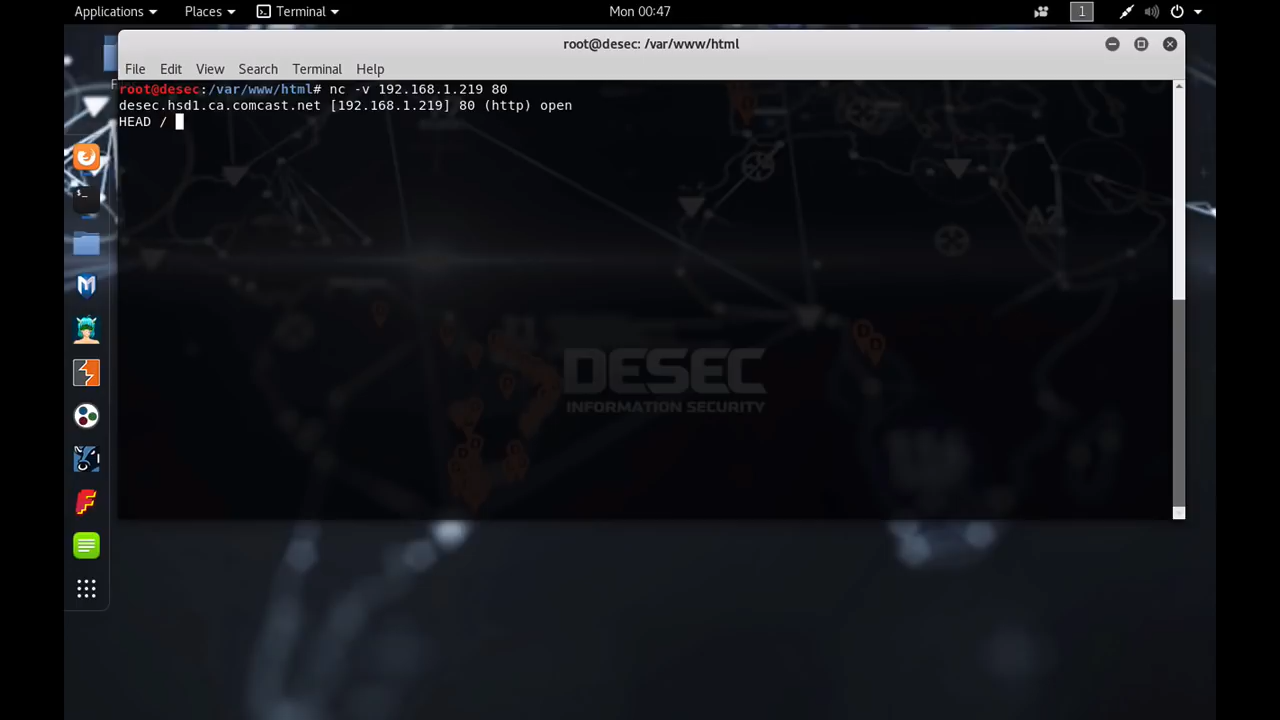 Applications Places Terminal Mon 00:47 1
root@desec: /var/www/html
File Edit View Search Terminal Help
root@desec:/var/www/html# nc -v 192.168.1.219 80
desec.hsd1.ca.comcast.net [192.168.1.219] 80 (http) open
HEAD /
DESEC
INFORMATION SECURITY